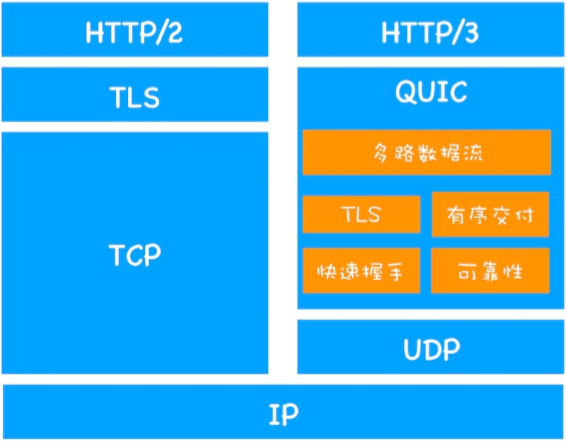 HTTP/2
HTTP/3
TLS
QUIC
多路数据流
TLS
有序交付
快速握手
可靠性
TCP
UDP
IP